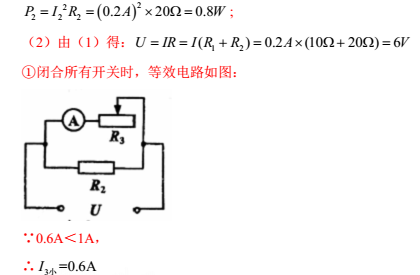 P₂ = I₂²R₂ = (0.2A)² × 20Ω = 0.8W ;
（2）由（1）得：U = IR = I(R₁ + R₂) = 0.2A × (10Ω + 20Ω) = 6V
①闭合所有开关时，等效电路如图：
A
R₃
R₂
U
∵0.6A＜1A，
∴ I₃小=0.6A